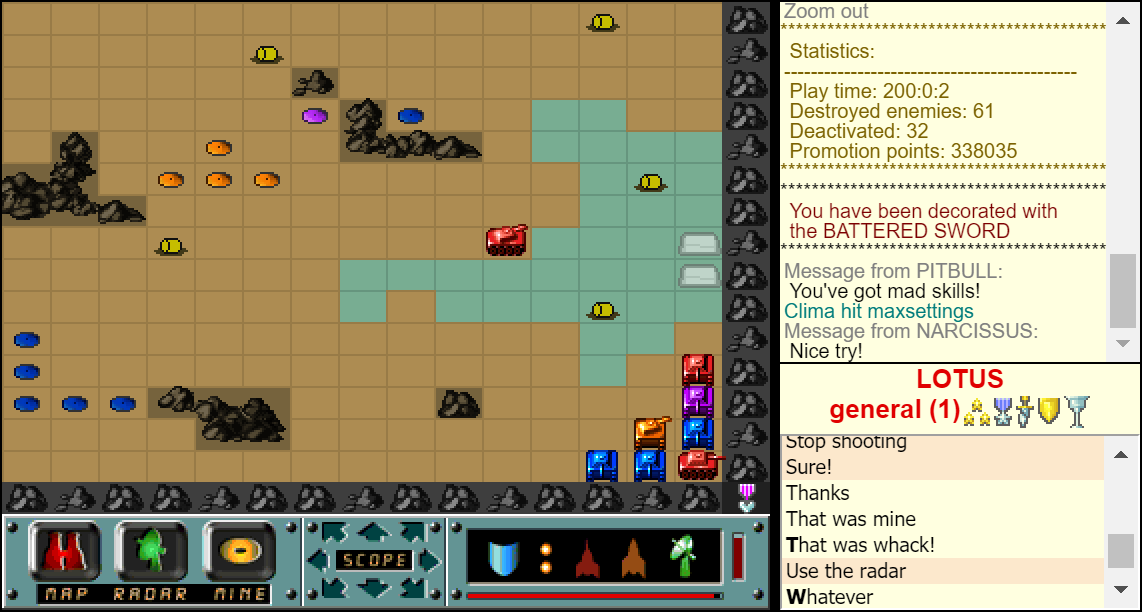 Zoom out
*****************************************
Statistics:
--------------------------------------------
Play time: 200:0:2
Destroyed enemies: 61
Deactivated: 32
Promotion points: 338035
*****************************************
*****************************************
You have been decorated with
the BATTERED SWORD
*****************************************
Message from PITBULL:
You've got mad skills!
Clima hit maxsettings
Message from NARCISSUS:
Nice try!
LOTUS
general (1)
Stop shooting
Sure!
Thanks
That was mine
That was whack!
Use the radar
Whatever
SCOPE
MAP RADAR MINE